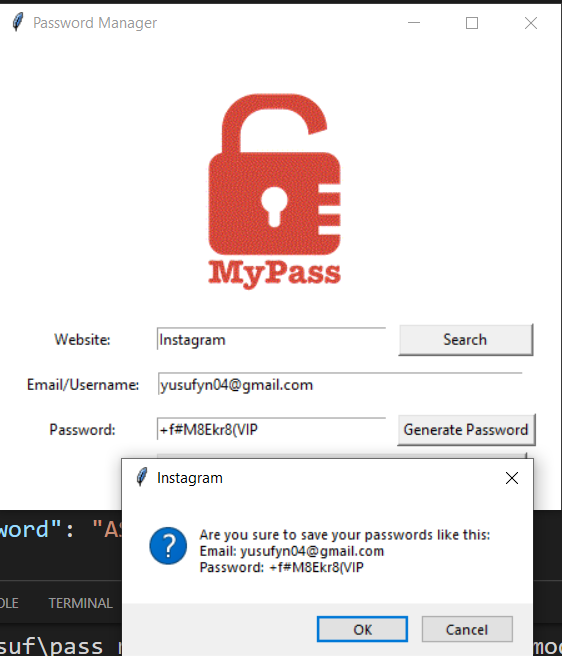 Password Manager
MyPass
Website:
Instagram
Search
Email/Username:
yusufyn04@gmail.com
Password:
+f#M8Ekr8(VIP
Generate Password
Instagram
Are you sure to save your passwords like this:
Email: yusufyn04@gmail.com
Password: +f#M8Ekr8(VIP
OK
Cancel
word": "AS
OLE TERMINAL
suf\pass